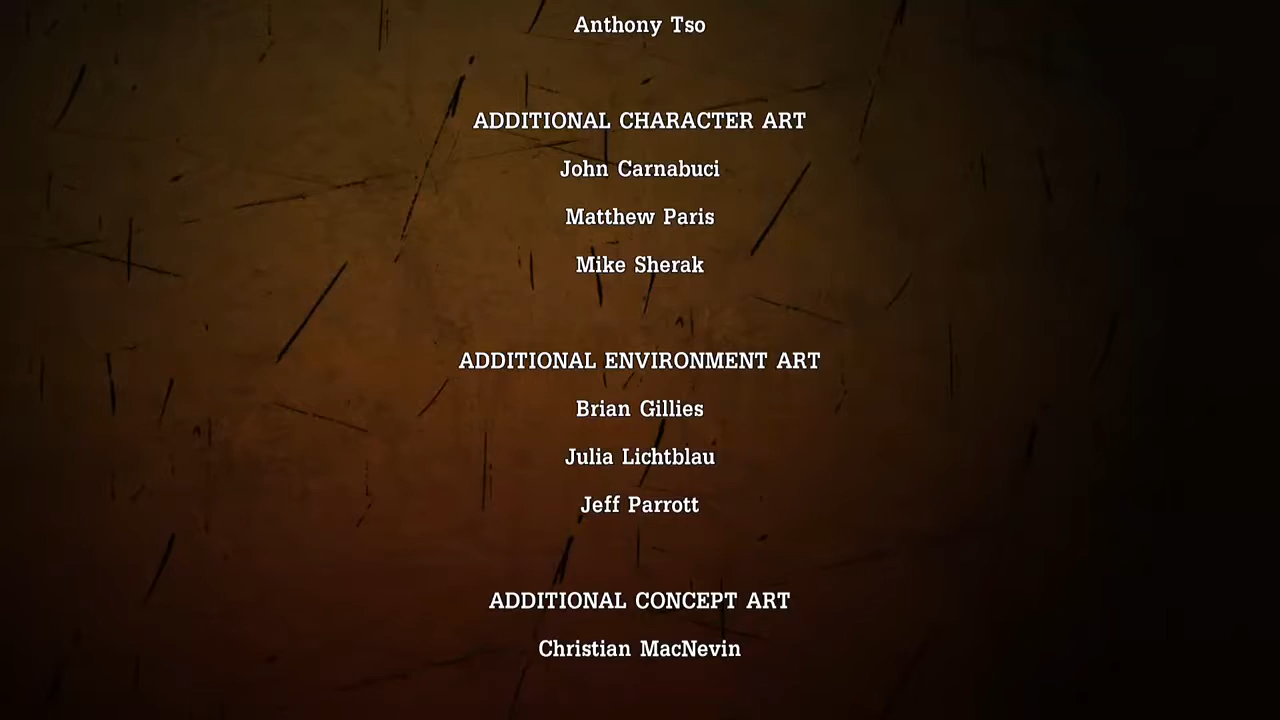 Anthony Tso
ADDITIONAL CHARACTER ART
John Carnabuci
Matthew Paris
Mike Sherak
ADDITIONAL ENVIRONMENT ART
Brian Gillies
Julia Lichtblau
Jeff Parrott
ADDITIONAL CONCEPT ART
Christian MacNevin